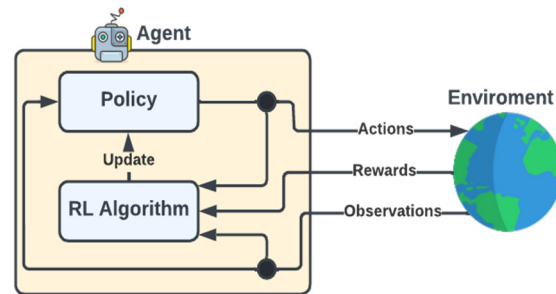 Agent
Policy
Enviroment
Actions
Update
Rewards
RL Algorithm
Observations